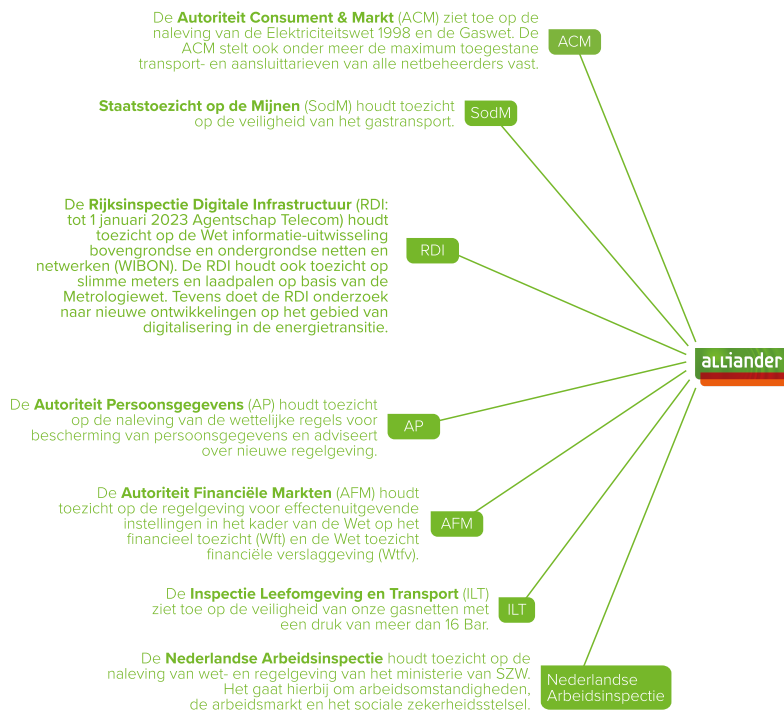 De Autoriteit Consument & Markt (ACM) ziet toe op de
naleving van de Elektriciteitswet 1998 en de Gaswet. De
ACM stelt ook onder meer de maximum toegestane
transport- en aansluittarieven van alle netbeheerders vast.
ACM
Staatstoezicht op de Mijnen (SodM) houdt toezicht
op de veiligheid van het gastransport.
SodM
De Rijksinspectie Digitale Infrastructuur (RDI:
tot 1 januari 2023 Agentschap Telecom) houdt
toezicht op de Wet informatie-uitwisseling
bovengrondse en ondergrondse netten en
netwerken (WIBON). De RDI houdt ook toezicht op
slimme meters en laadpalen op basis van de
Metrologiewet. Tevens doet de RDI onderzoek
naar nieuwe ontwikkelingen op het gebied van
digitalisering in de energietransitie.
RDI
alliander
De Autoriteit Persoonsgegevens (AP) houdt toezicht
op de naleving van de wettelijke regels voor
bescherming van persoonsgegevens en adviseert
over nieuwe regelgeving.
AP
De Autoriteit Financiële Markten (AFM) houdt
toezicht op de regelgeving voor effectenuitgevende
instellingen in het kader van de Wet op het
financieel toezicht (Wft) en de Wet toezicht
financiële verslaggeving (Wtfv).
AFM
De Inspectie Leefomgeving en Transport (ILT)
ziet toe op de veiligheid van onze gasnetten met
een druk van meer dan 16 Bar.
ILT
De Nederlandse Arbeidsinspectie houdt toezicht op de
naleving van wet- en regelgeving van het ministerie van SZW.
Het gaat hierbij om arbeidsomstandigheden,
de arbeidsmarkt en het sociale zekerheidsstelsel.
Nederlandse
Arbeidsinspectie